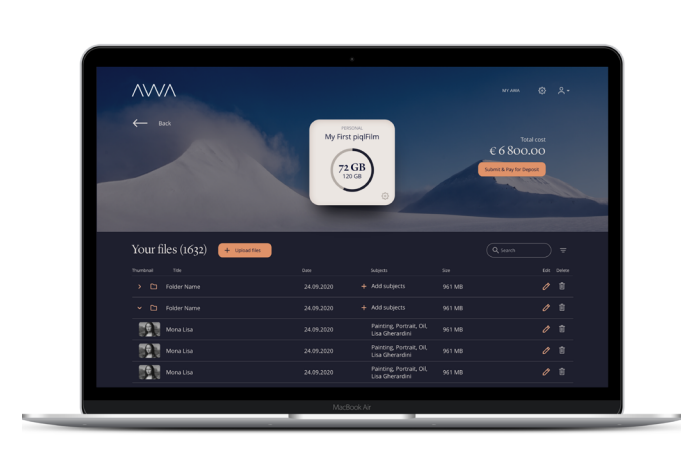 AWA
MY AWA
Back
PERSONAL
My First piqlFilm
72 GB
120 GB
Total cost
€ 6 800.00
Submit & Pay for Deposit
Your files (1632)
+ Upload files
Search
Thumbnail Title Date Subjects Size Edit Delete
Folder Name 24.09.2020 + Add subjects 961 MB
Folder Name 24.09.2020 + Add subjects 961 MB
Mona Lisa 24.09.2020 Painting, Portrait, Oil, Lisa Gherardini 961 MB
Mona Lisa 24.09.2020 Painting, Portrait, Oil, Lisa Gherardini 961 MB
Mona Lisa 24.09.2020 Painting, Portrait, Oil, Lisa Gherardini 961 MB
MacBook Air